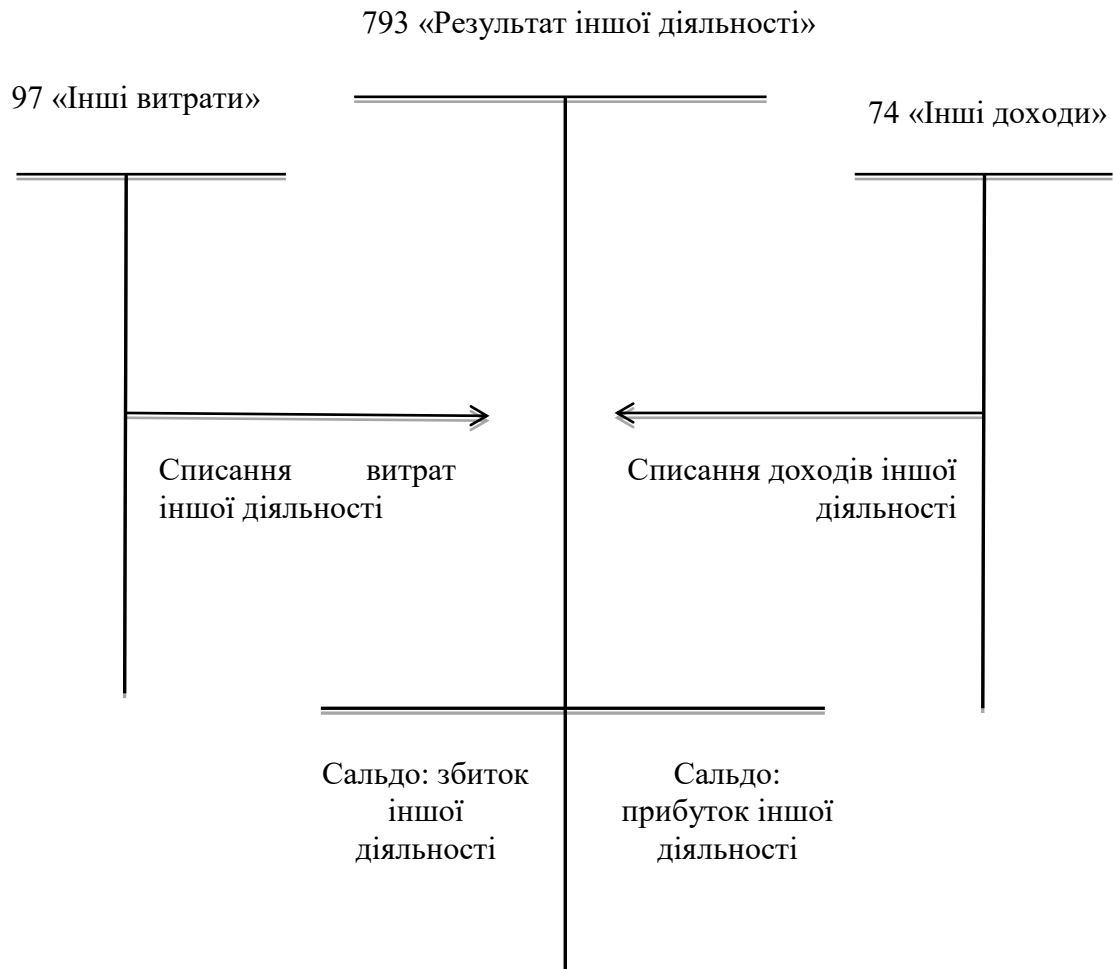 793 «Результат іншої діяльності»
97 «Інші витрати»
74 «Інші доходи»
Списання витрат
іншої діяльності
Списання доходів іншої
діяльності
Сальдо: збиток
іншої
діяльності
Сальдо:
прибуток іншої
діяльності